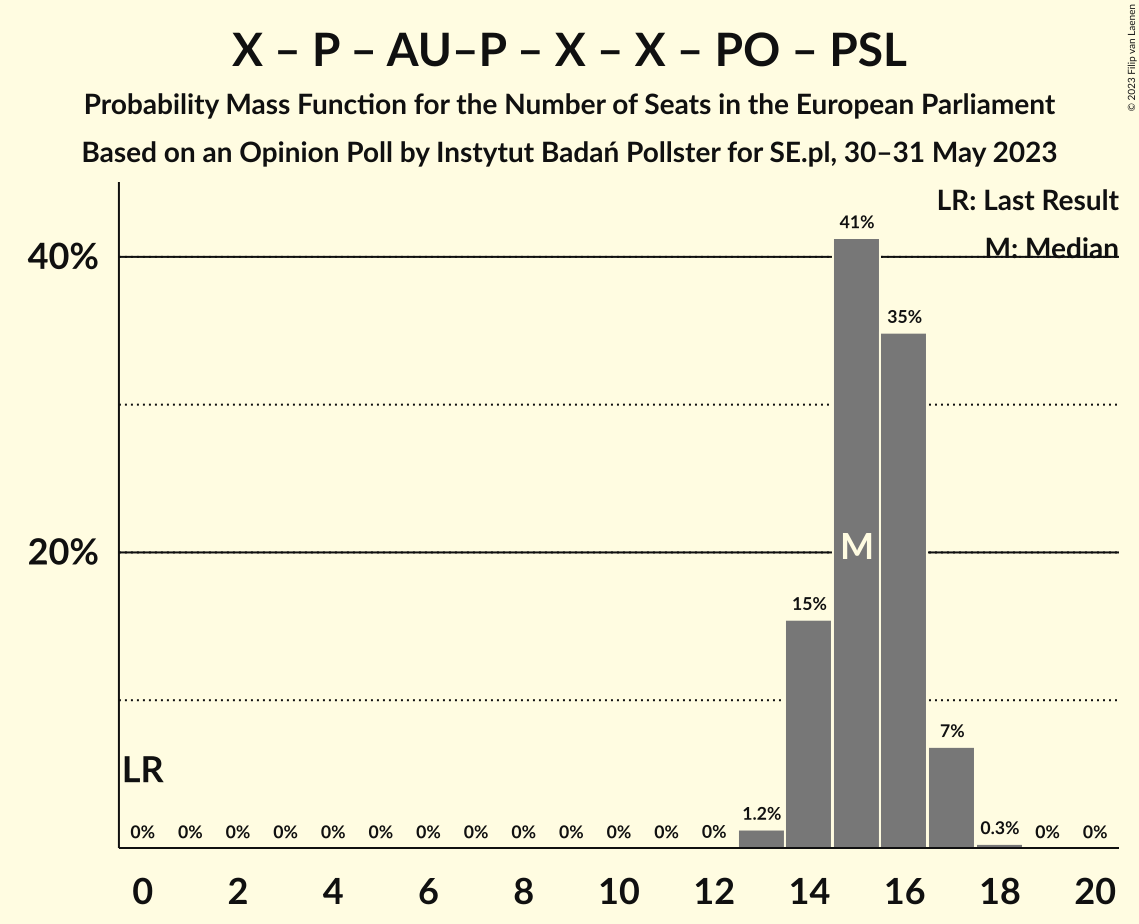 X – P – AU–P – X – X – PO – PSL
Probability Mass Function for the Number of Seats in the European Parliament
Based on an Opinion Poll by Instytut Badań Pollster for SE.pl, 30–31 May 2023
© 2023 Filip van Laenen
LR: Last Result
M: Median
40%
20%
41%
35%
15%
7%
1.2%
0.3%
M
LR
0% 0% 0% 0% 0% 0% 0% 0% 0% 0% 0% 0% 0% 0% 0%
0 2 4 6 8 10 12 14 16 18 20